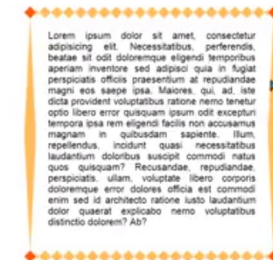 Lorem ipsum dolor sit amet, consectetur
adipisicing elit. Necessitatibus, perferendis,
beatae sit odit doloremque eligendi temporibus
aperiam inventore sed adipisci quia in fugiat
perspiciatis officiis praesentium at repudiandae
magni eos saepe ipsa. Maiores, qui, ad, iste
dicta provident voluptatibus ratione nemo tenetur
optio libero error quisquam ipsum odit excepturi
tempora ipsa rem eligendi facilis non accusamus
magnam in quibusdam sapiente. Illum,
repellendus, incidunt quasi necessitatibus
laudantium doloribus suscipit commodi natus
quos quisquam? Recusandae, repudiandae,
perspiciatis, ullam, voluptate libero corporis
doloremque error dolores officia est commodi
enim sed id architecto ratione iusto laudantium
dolor quaerat explicabo nemo voluptatibus
distinctio dolorem? Ab?